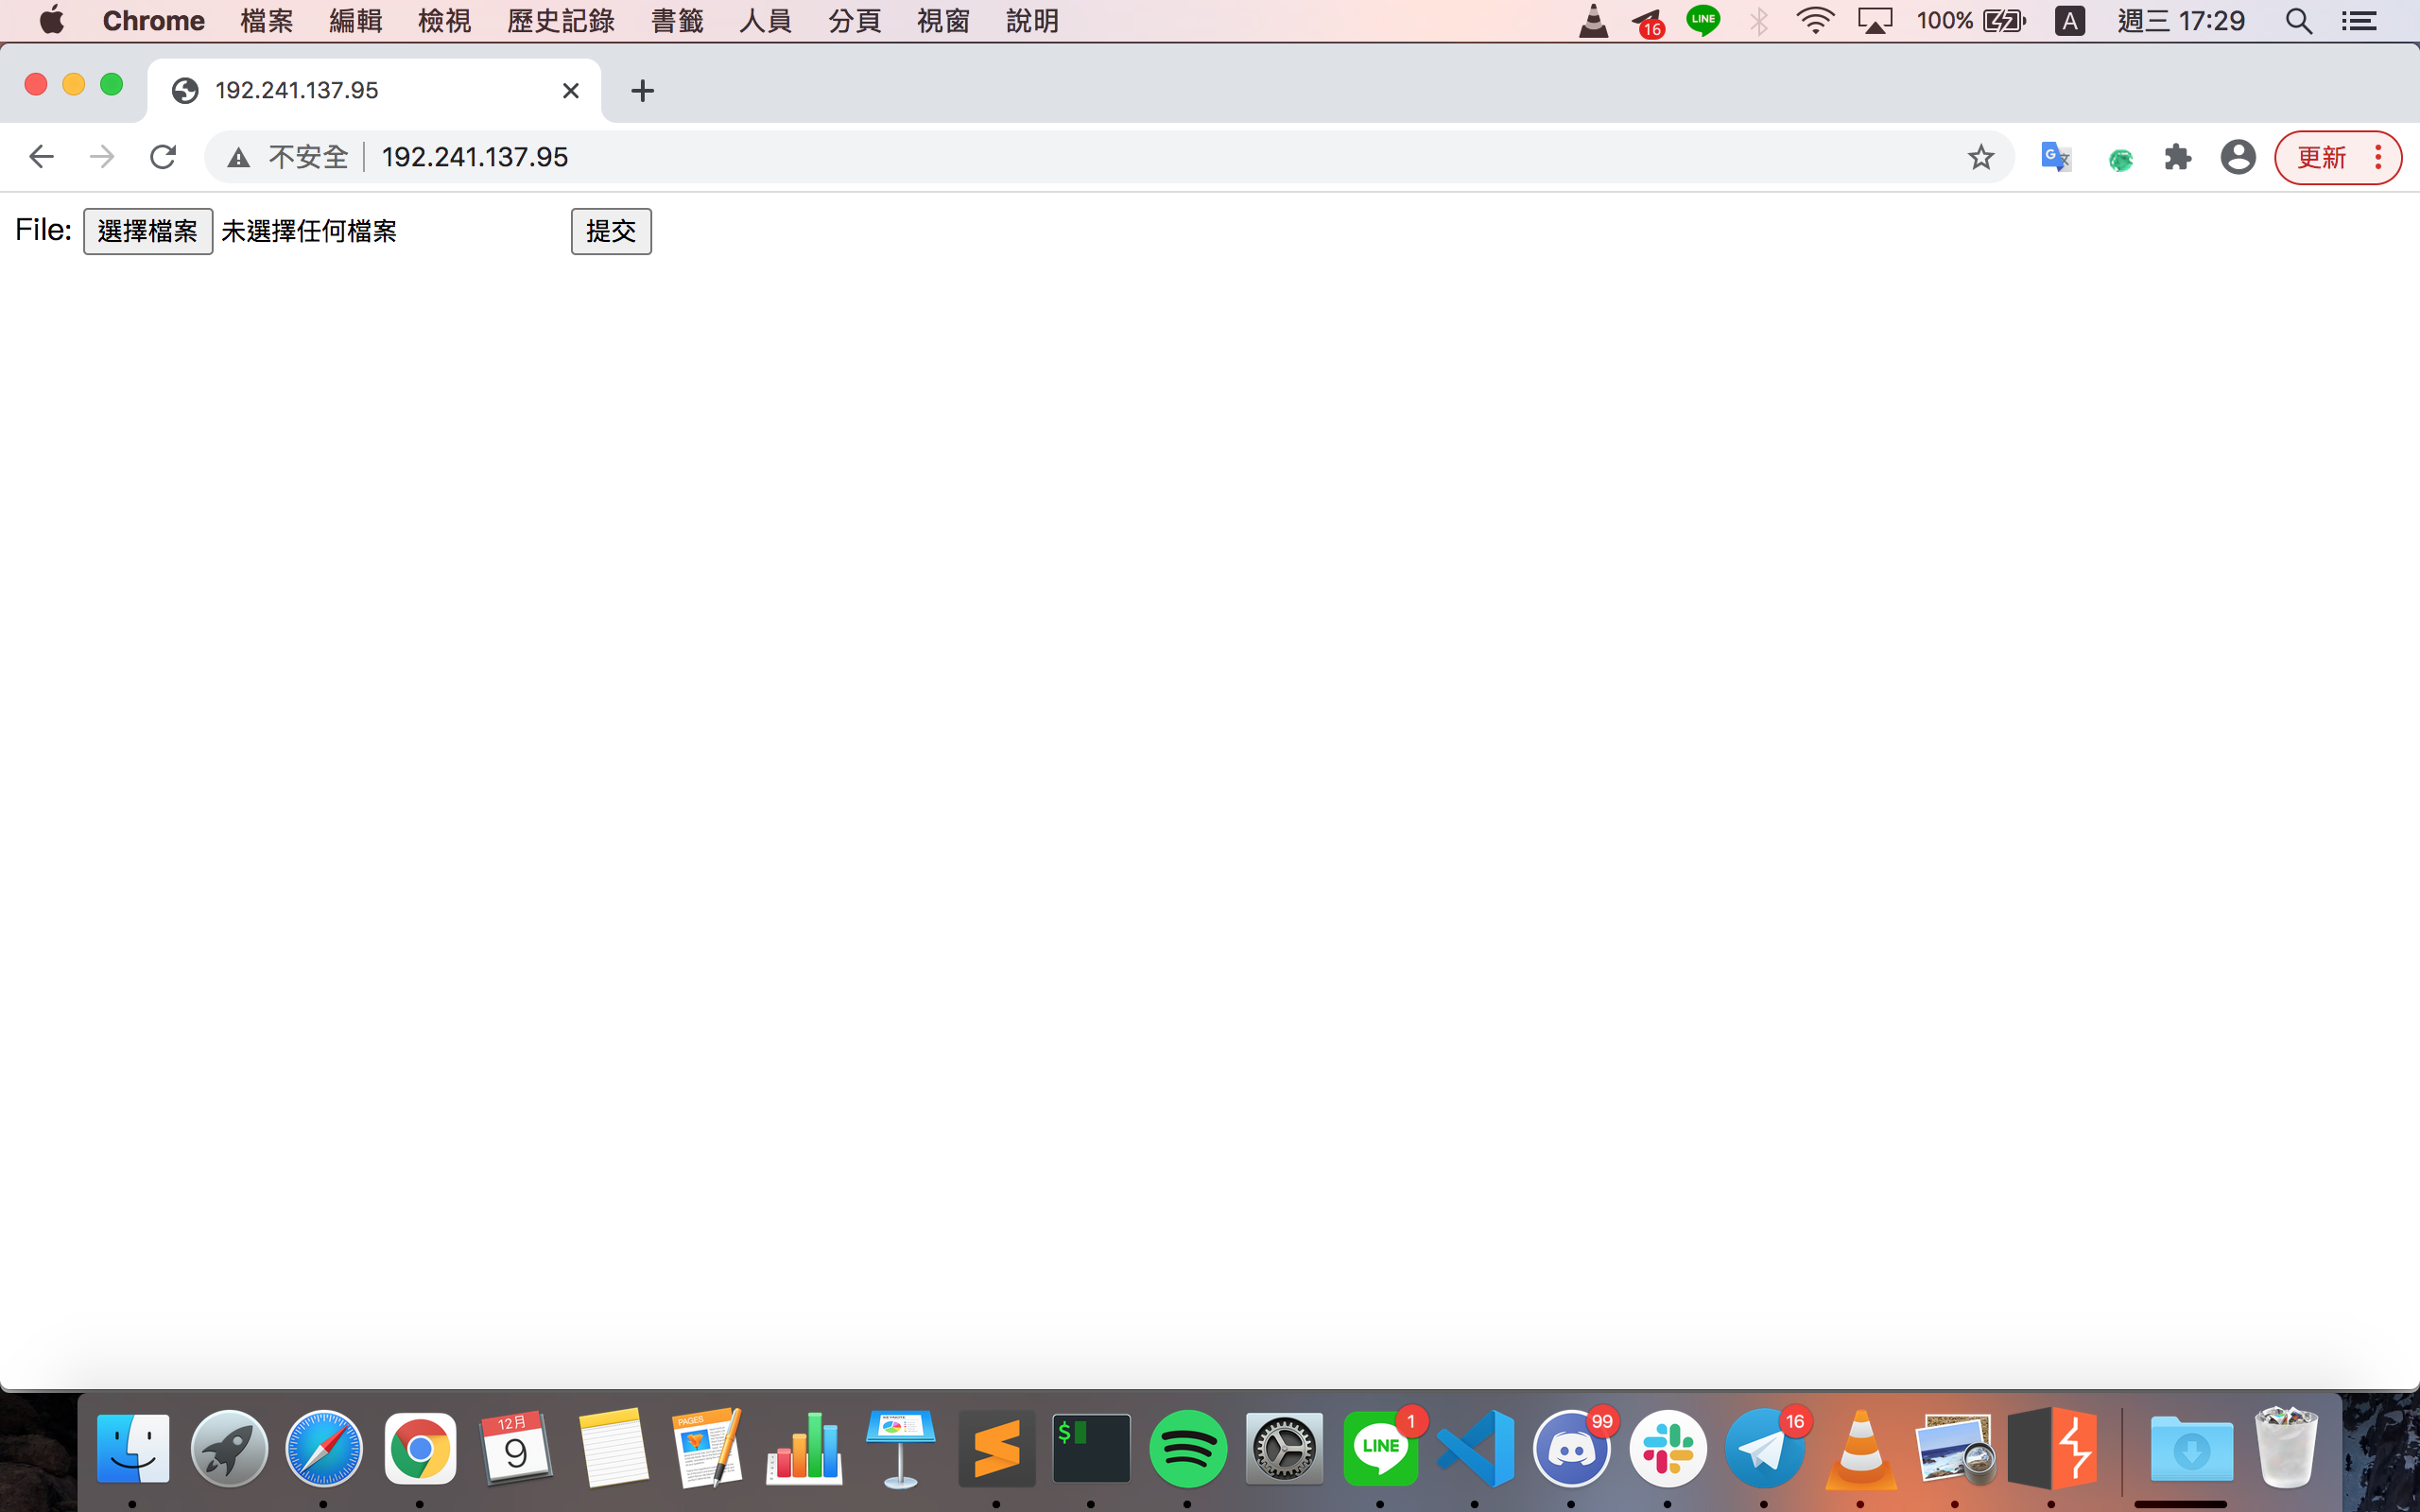 Chrome 檔案 編輯 檢視 歷史記錄 書籤 人員 分頁 視窗 說明 16 LINE 100% A 週三 17:29
192.241.137.95
不安全 192.241.137.95 更新
File: 選擇檔案 未選擇任何檔案 提交
12月
9
PAGES
KEYNOTE
$
LINE
1
99
16